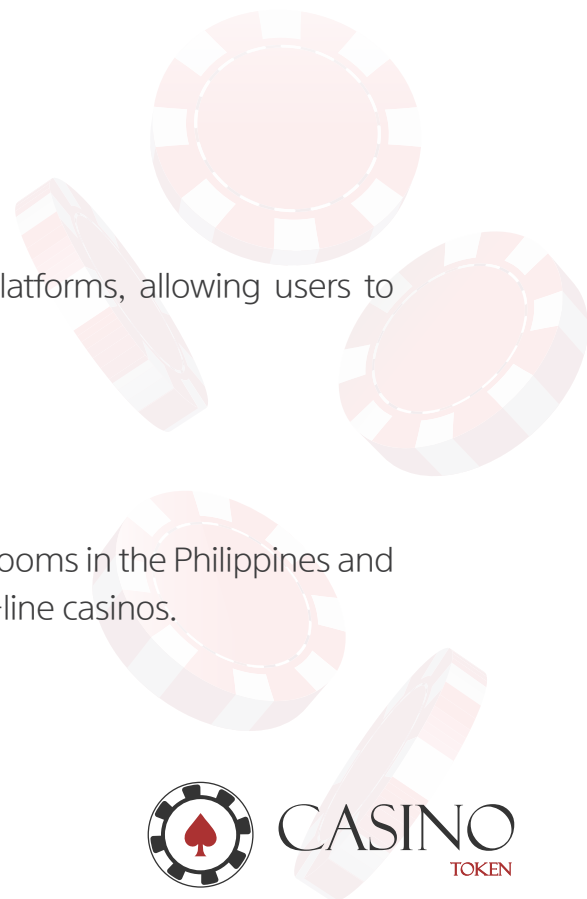 latforms, allowing users to
ooms in the Philippines and
-line casinos.
CASINO
TOKEN